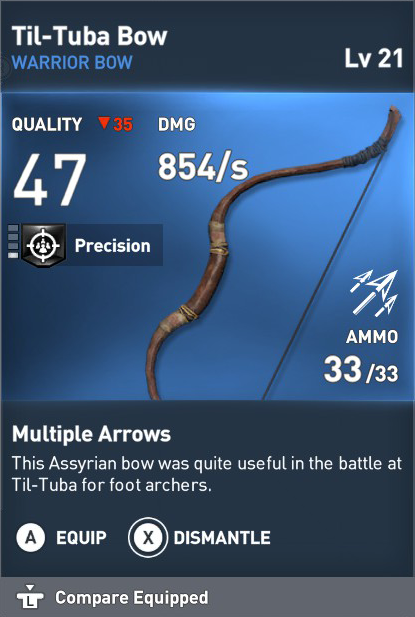 Til-Tuba Bow
WARRIOR BOW
Lv 21
QUALITY ▼35 DMG
47 854/s
Precision
AMMO
33/33
Multiple Arrows
This Assyrian bow was quite useful in the battle at
Til-Tuba for foot archers.
A EQUIP X DISMANTLE
L Compare Equipped